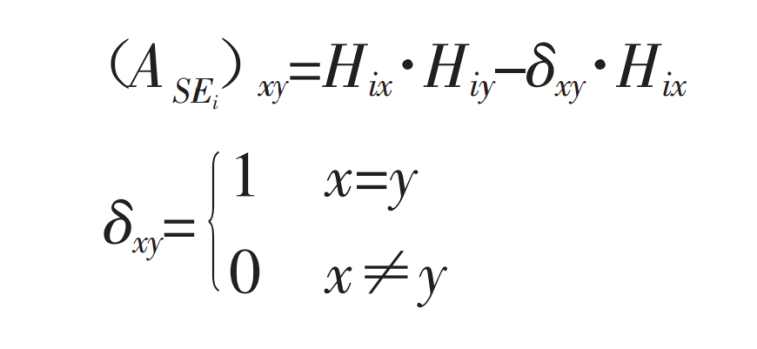 (A_{SE_i})_{xy}=H_{ix}·H_{iy}–δ_{xy}·H_{ix}
δ_{xy}={1 x=y
0 x≠y